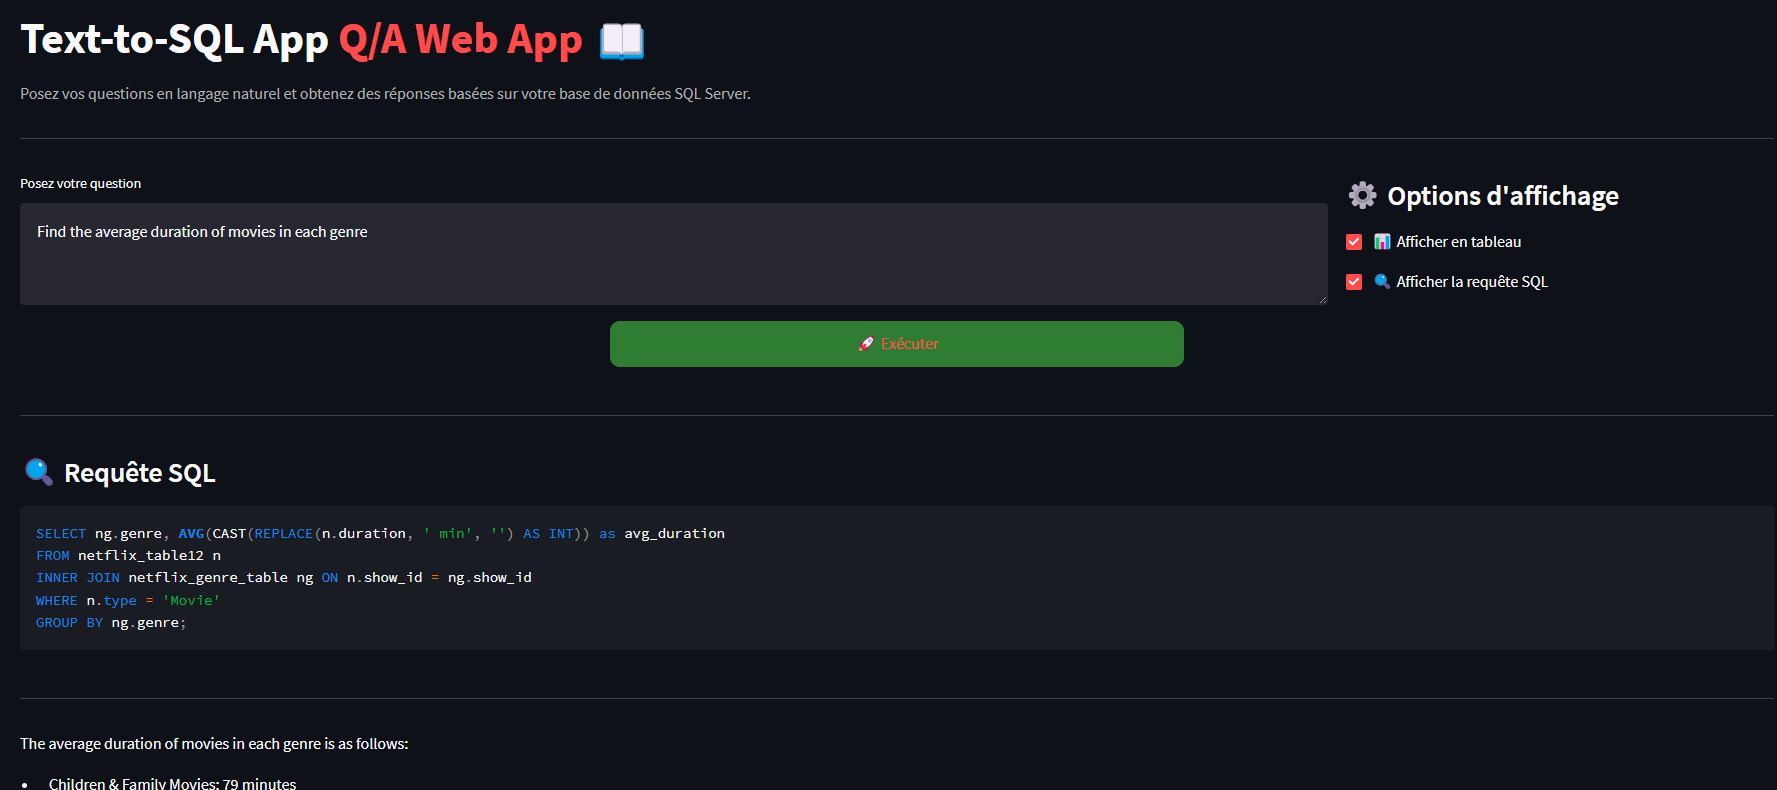 Text-to-SQL App Q/A Web App
Posez vos questions en langage naturel et obtenez des réponses basées sur votre base de données SQL Server.
Posez votre question
Find the average duration of movies in each genre
Options d'affichage
Afficher en tableau
Afficher la requête SQL
Exécuter
Requête SQL
SELECT ng.genre, AVG(CAST(REPLACE(n.duration, ' min', '') AS INT)) as avg_duration
FROM netflix_table12 n
INNER JOIN netflix_genre_table ng ON n.show_id = ng.show_id
WHERE n.type = 'Movie'
GROUP BY ng.genre;
The average duration of movies in each genre is as follows:
• Children & Family Movies: 79 minutes